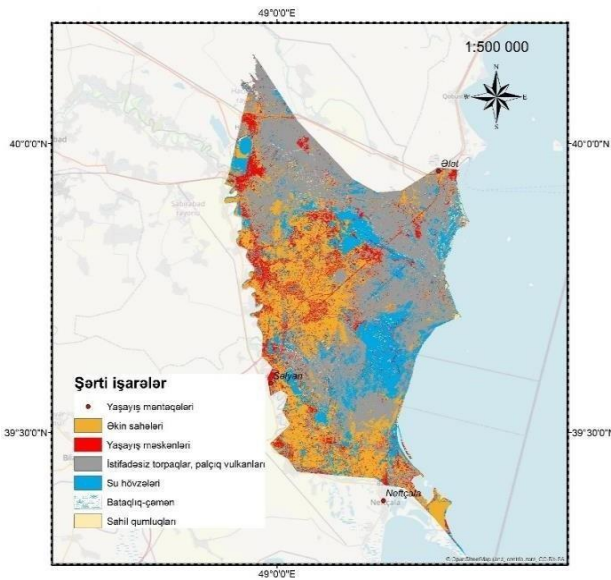 49°0'0"E
1:500 000
N
W E
S
40°0'0"N
40°0'0"N
Ələt
Salyan
Şərti işarələr
Yaşayış məntəqələri
Əkin sahələri
Yaşayış məskənləri
İstifadəsiz torpaqlar, palçıq vulkanları
Su hövzələri
Bataqlıq-çəmən
Sahil qumluqları
39°30'0"N
39°30'0"N
Neftçala
Neftçala
49°0'0"E